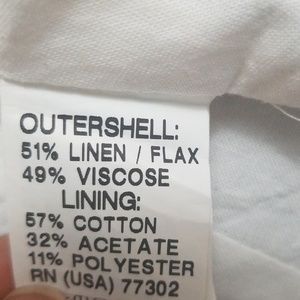 OUTERSHELL:
51% LINEN / FLAX
49% VISCOSE
LINING:
57% COTTON
32% ACETATE
11% POLYESTER
RN (USA) 77302